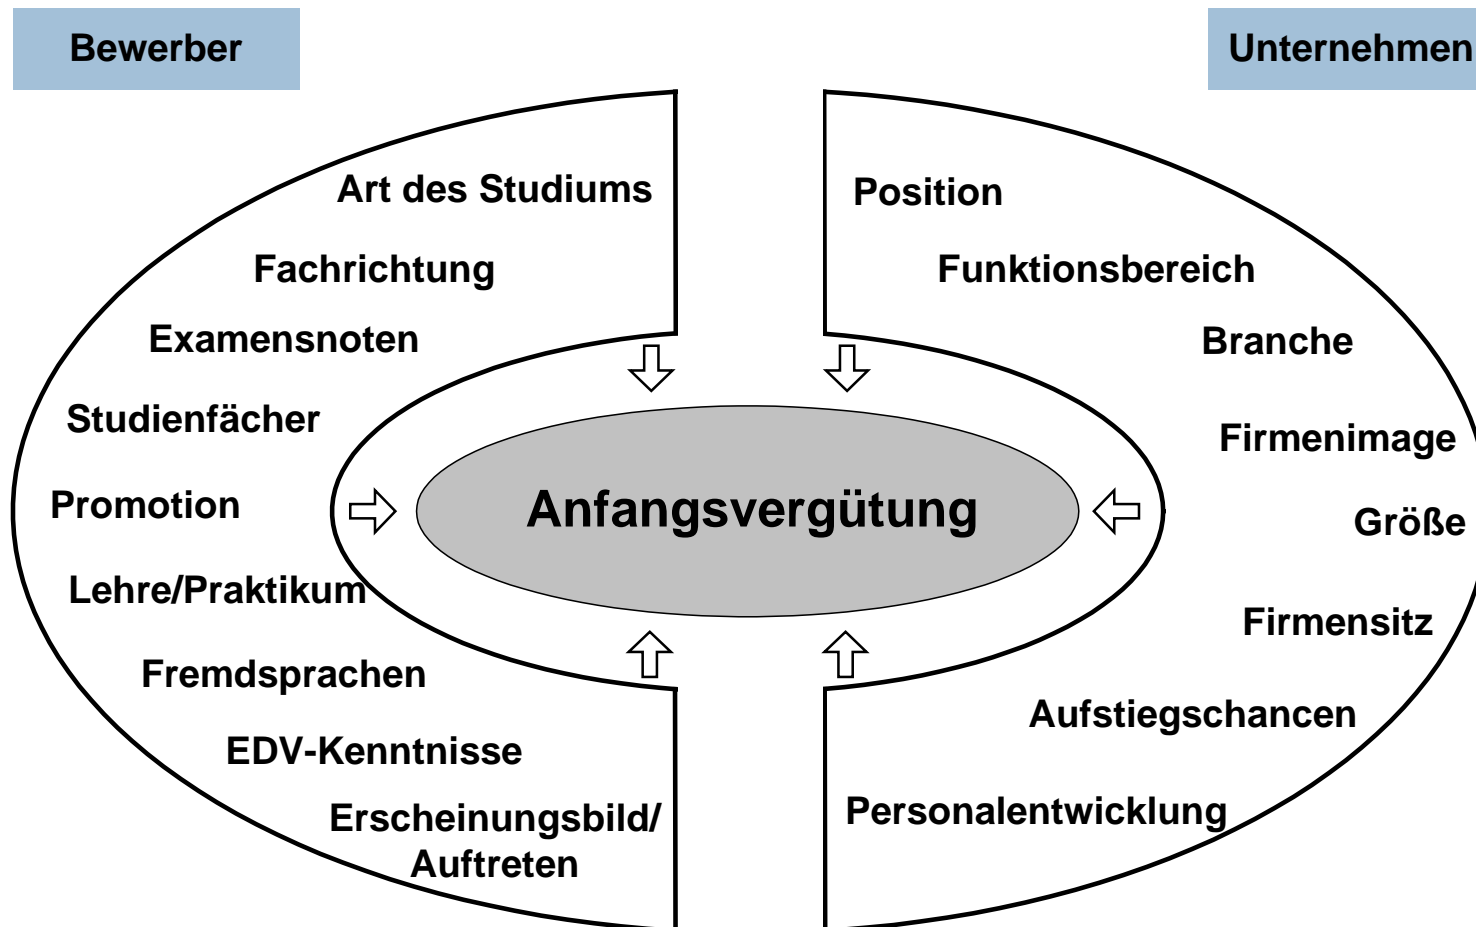 Bewerber
Unternehmen
Art des Studiums
Fachrichtung
Examensnoten
Studienfächer
Promotion
Lehre/Praktikum
Fremdsprachen
EDV-Kenntnisse
Erscheinungsbild/
Auftreten
Anfangsvergütung
Position
Funktionsbereich
Branche
Firmenimage
Größe
Firmensitz
Aufstiegschancen
Personalentwicklung